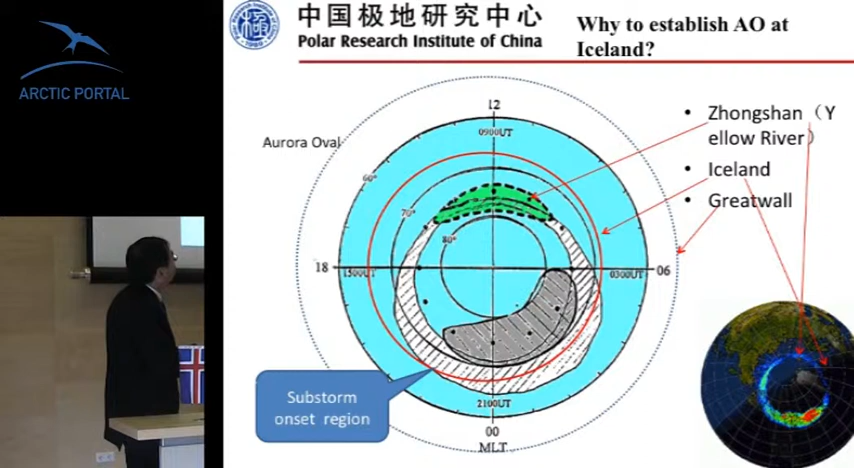 中国极地研究中心
Polar Research Institute of China
Why to establish AO at
Iceland?
ARCTIC PORTAL
Aurora Oval
12
0900UT
60°
70°
80°
18
1500UT
0300UT
06
2100UT
00
MLT
Substorm
onset region
• Zhongshan（Y
ellow River）
• Iceland
• Greatwall